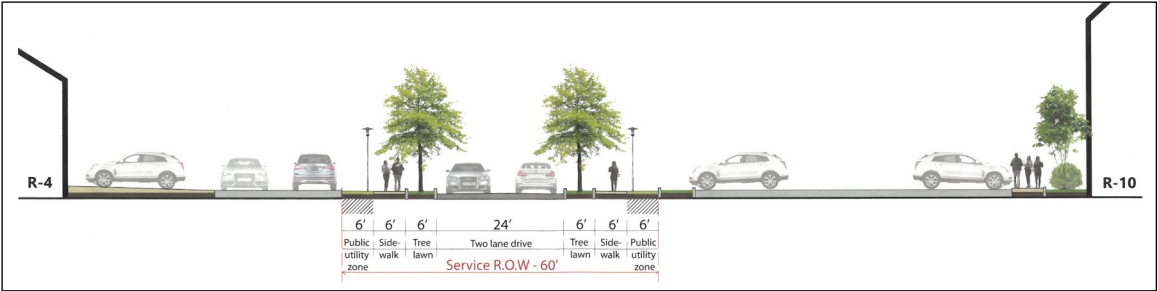 R-4
R-10
6’ 6’ 6’ 24’ 6’ 6’ 6’
Public Side- Tree Two lane drive Tree Side- Public
utility walk lawn lawn walk utility
zone zone
Service R.O.W - 60’